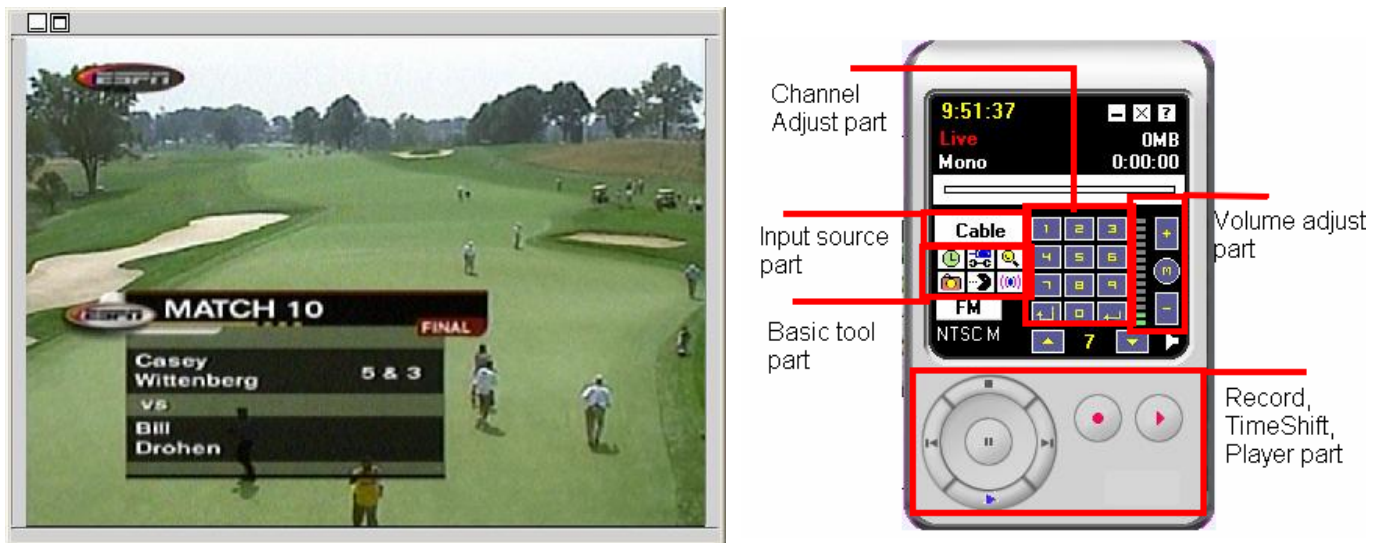 ESPN
ESPN
MATCH 10
FINAL
Casey
Wittenberg
5 & 3
vs
Bill
Drohen
Channel
Adjust part
Input source
part
Basic tool
part
9:51:37
?
Live
0MB
Mono
0:00:00
Cable
1 2 3
4 5 6
7 8 9
0
+
M
-
FM
NTSC M
7
Volume adjust
part
Record,
TimeShift,
Player part